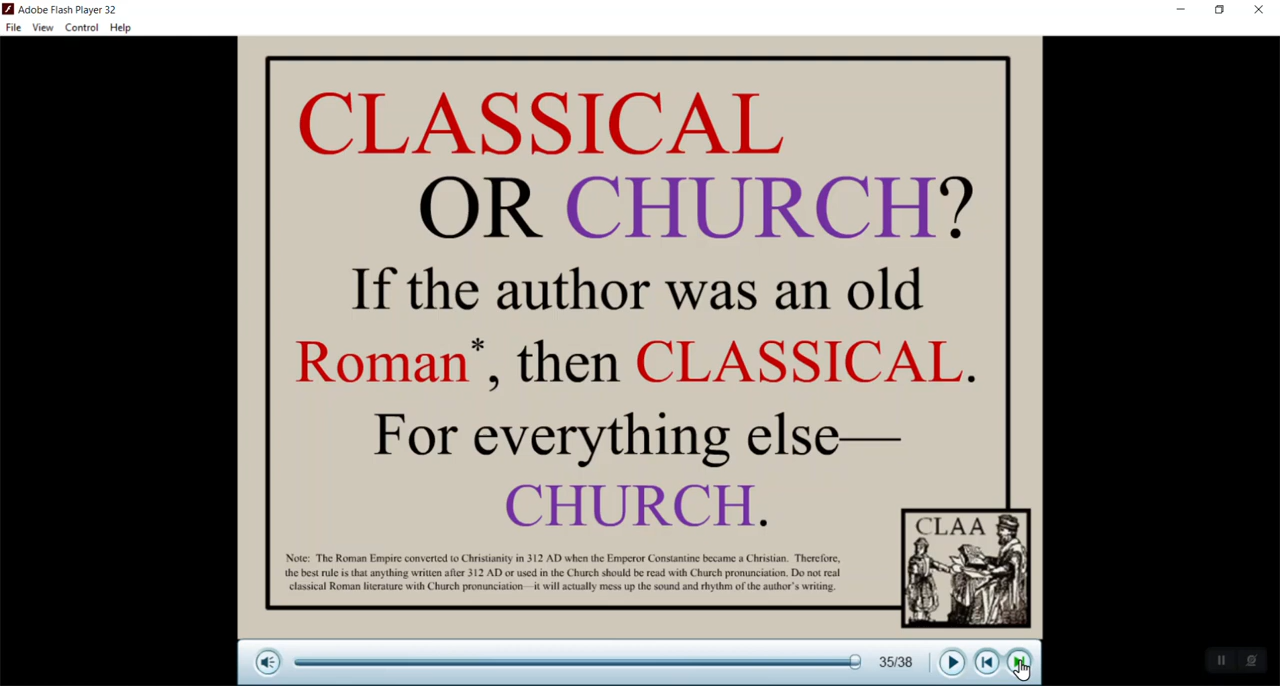 Adobe Flash Player 32
File View Control Help
CLASSICAL
OR CHURCH?
If the author was an old
Roman*, then CLASSICAL.
For everything else—
CHURCH.
CLAA
Note: The Roman Empire converted to Christianity in 312 AD when the Emperor Constantine became a Christian. Therefore,
the best rule is that anything written after 312 AD or used in the Church should be read with Church pronunciation. Do not real
classical Roman literature with Church pronunciation—it will actually mess up the sound and rhythm of the author's writing.
35/38